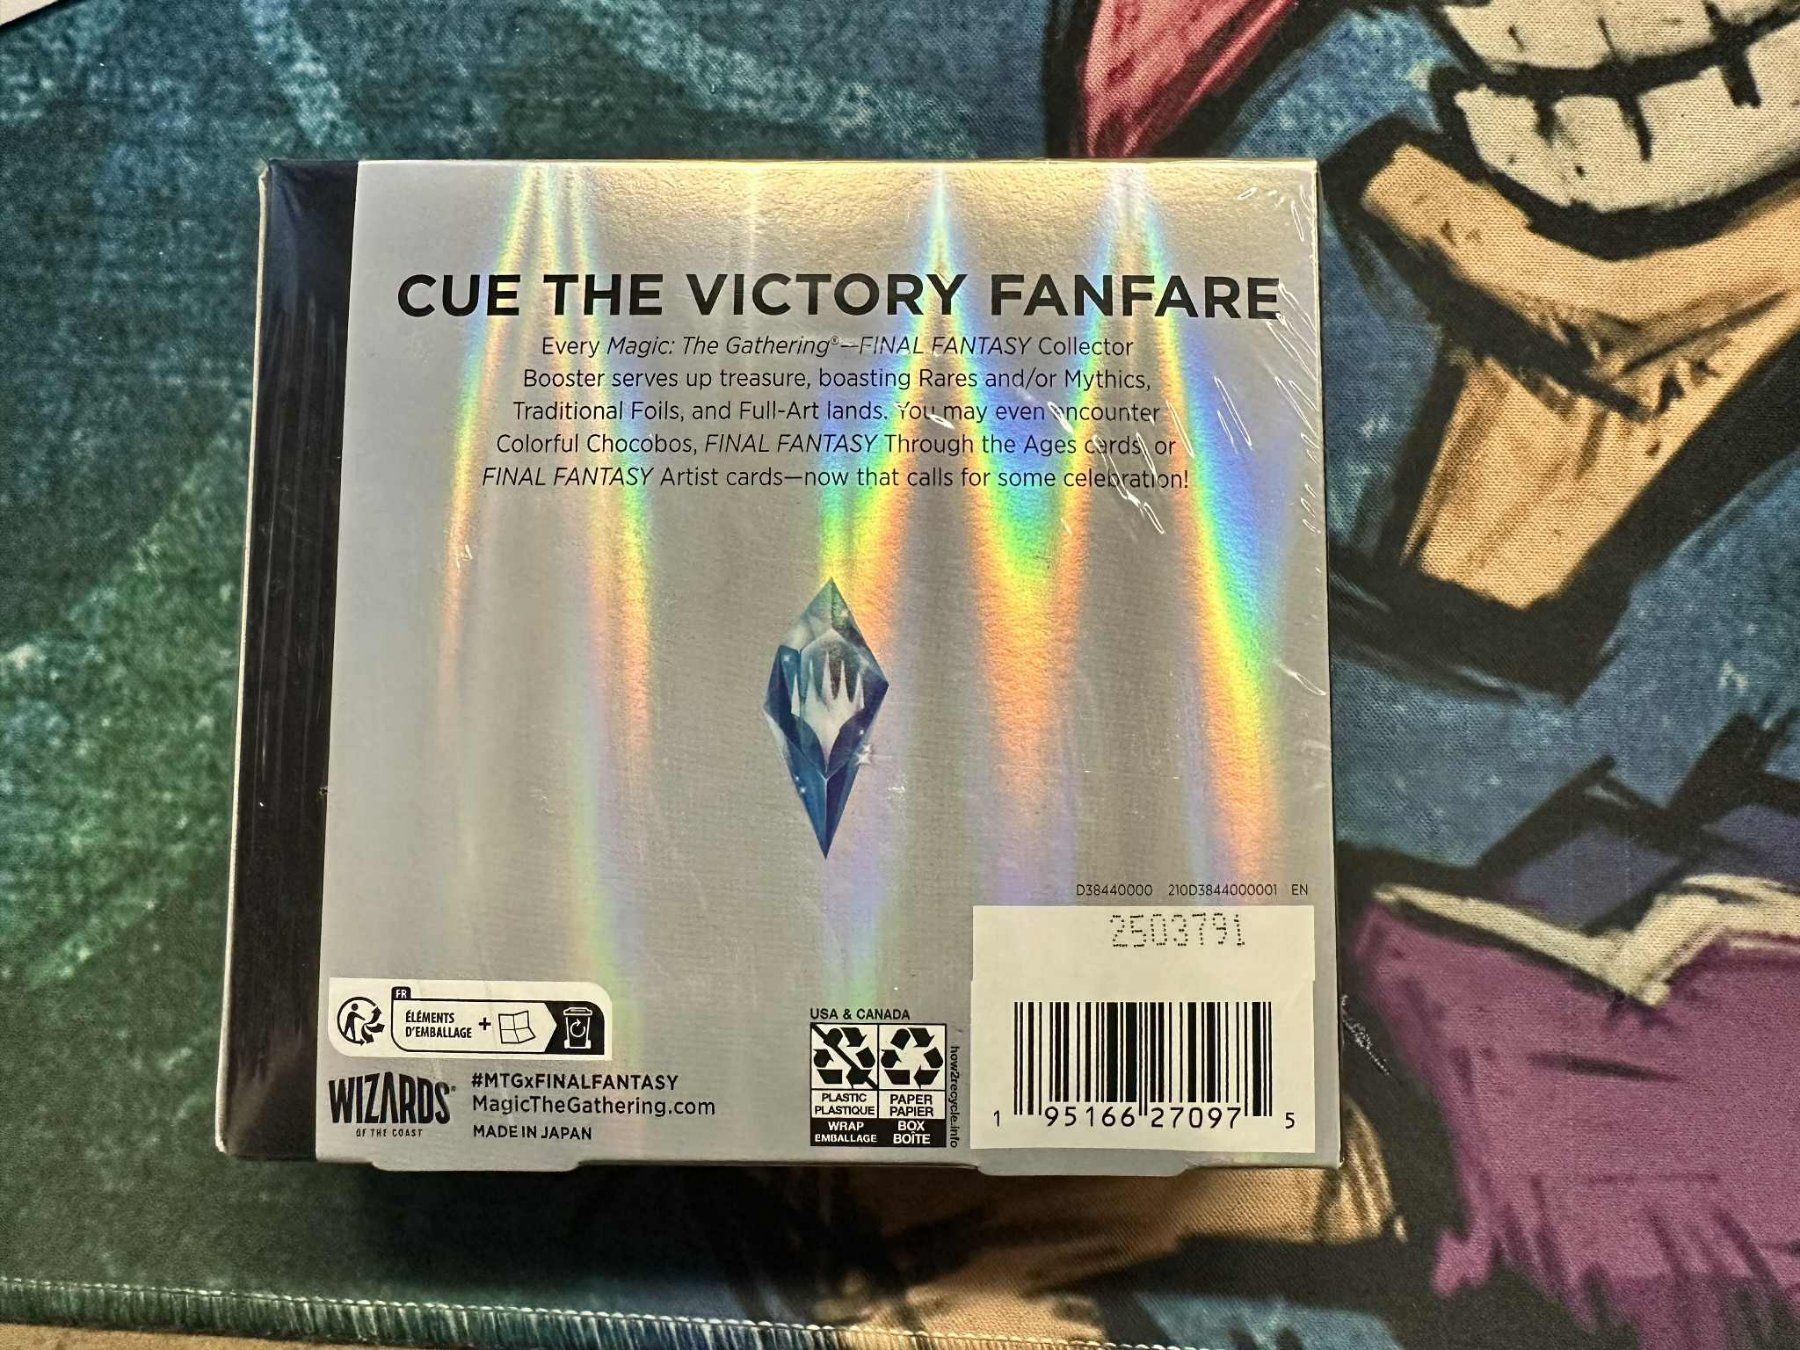 CUE THE VICTORY FANFARE
Every Magic: The Gathering®—FINAL FANTASY Collector
Booster serves up treasure, boasting Rares and/or Mythics,
Traditional Foils, and Full-Art lands. You may even encounter
Colorful Chocobos, FINAL FANTASY Through the Ages cards, or
FINAL FANTASY Artist cards—now that calls for some celebration!
D38440000 210D3844000001 EN
2503791
FR
ÉLÉMENTS
D'EMBALLAGE +
WIZARDS®
OF THE COAST
#MTGxFINALFANTASY
MagicTheGathering.com
MADE IN JAPAN
USA & CANADA
PLASTIC
PLASTIQUE
WRAP
EMBALLAGE
PAPER
PAPIER
BOX
BOÎTE
how2recycle.info
1 95166 27097 5